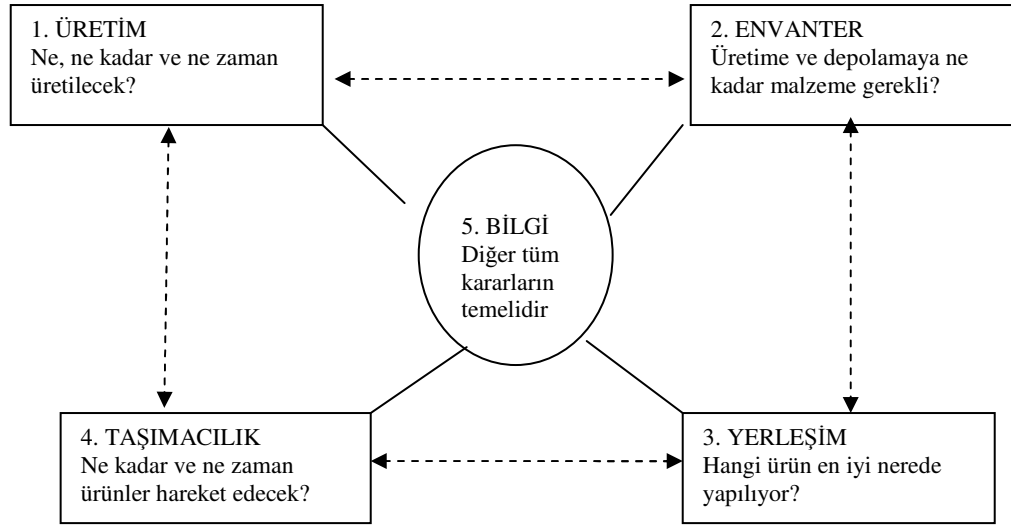 1. ÜRETİM
Ne, ne kadar ve ne zaman
üretilecek?
2. ENVANTER
Üretime ve depolamaya ne
kadar malzeme gerekli?
5. BİLGİ
Diğer tüm
kararların
temelidir
4. TAŞIMACILIK
Ne kadar ve ne zaman
ürünler hareket edecek?
3. YERLEŞİM
Hangi ürün en iyi nerede
yapılıyor?